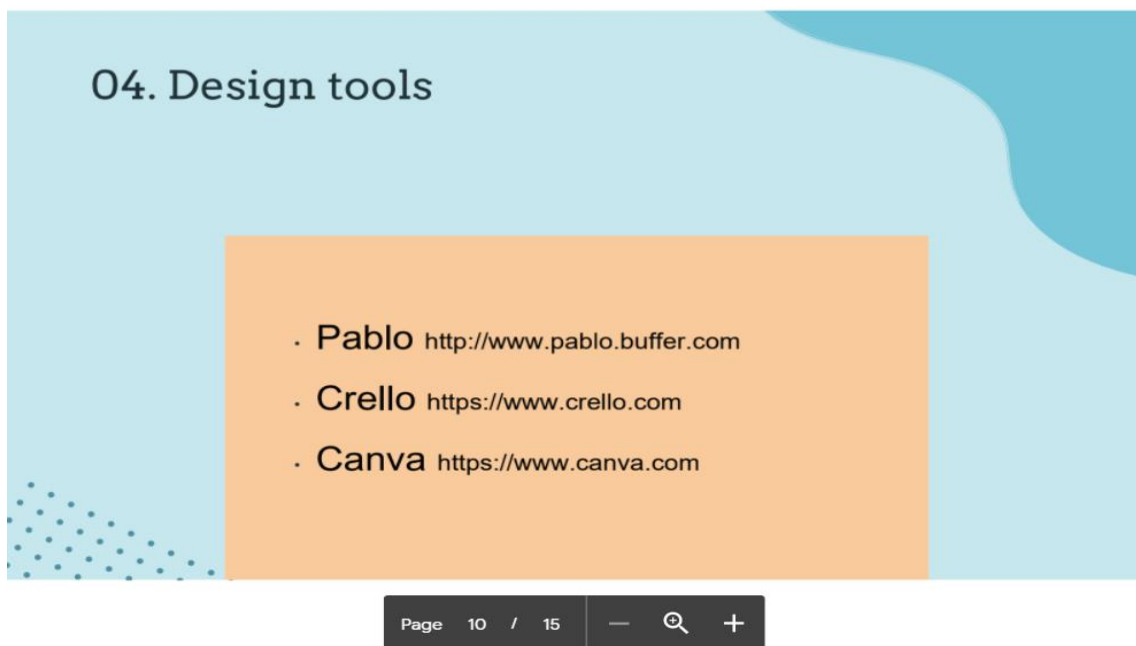 04. Design tools
· Pablo http://www.pablo.buffer.com
· Crello https://www.crello.com
· Canva https://www.canva.com
Page 10 / 15